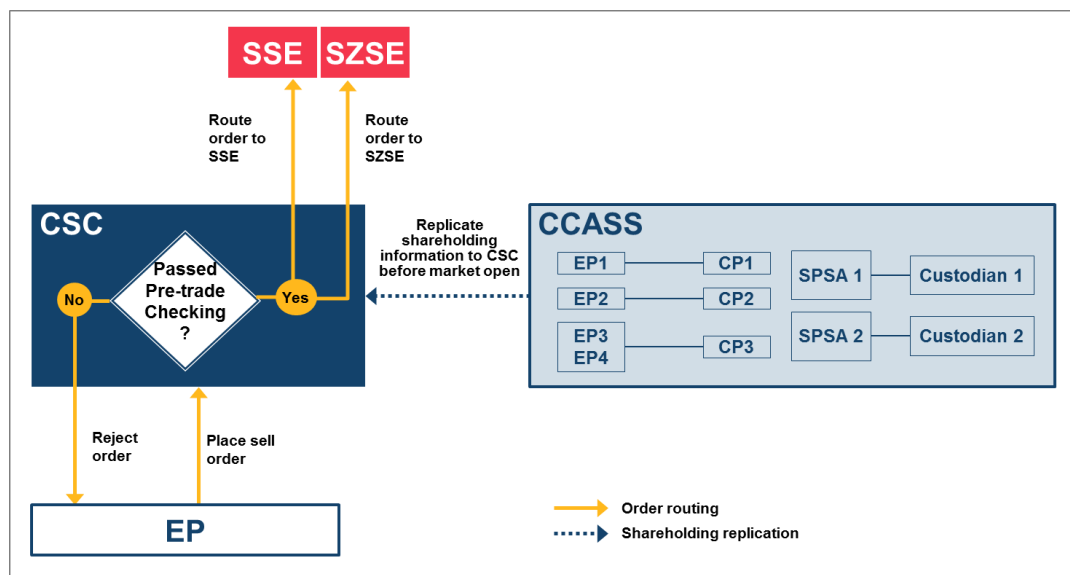 SSE
SZSE
Route
order to
SSE
Route
order to
SZSE
CSC
Passed
Pre-trade
Checking
?
No
Yes
Replicate
shareholding
information to CSC
before market open
CCASS
EP1
CP1
EP2
CP2
EP3
EP4
CP3
SPSA 1
Custodian 1
SPSA 2
Custodian 2
Reject
order
Place sell
order
EP
Order routing
Shareholding replication